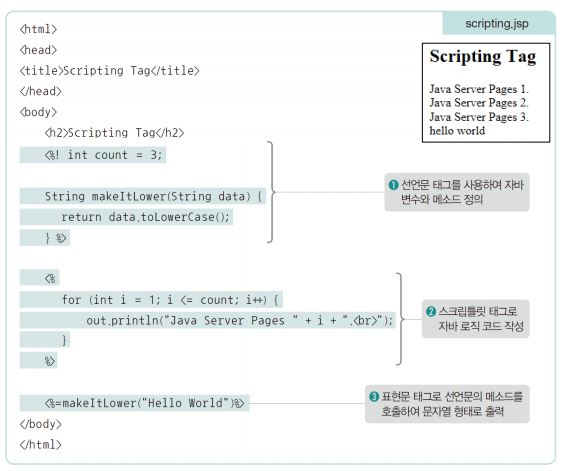 scripting.jsp
<html>
<head>
<title>Scripting Tag</title>
</head>
<body>
<h2>Scripting Tag</h2>
<%! int count = 3;
String makeItLower(String data) {
return data.toLowerCase();
} %>
<%
for (int i = 1; i <= count; i++) {
out.println("Java Server Pages " + i + ".<br>");
}
%>
<%=makeItLower("Hello World")%>
</body>
</html>
Scripting Tag
Java Server Pages 1.
Java Server Pages 2.
Java Server Pages 3.
hello world
❶ 선언문 태그를 사용하여 자바
변수와 메소드 정의
❷ 스크립틀릿 태그로
자바 로직 코드 작성
❸ 표현문 태그로 선언문의 메소드를
호출하여 문자열 형태로 출력